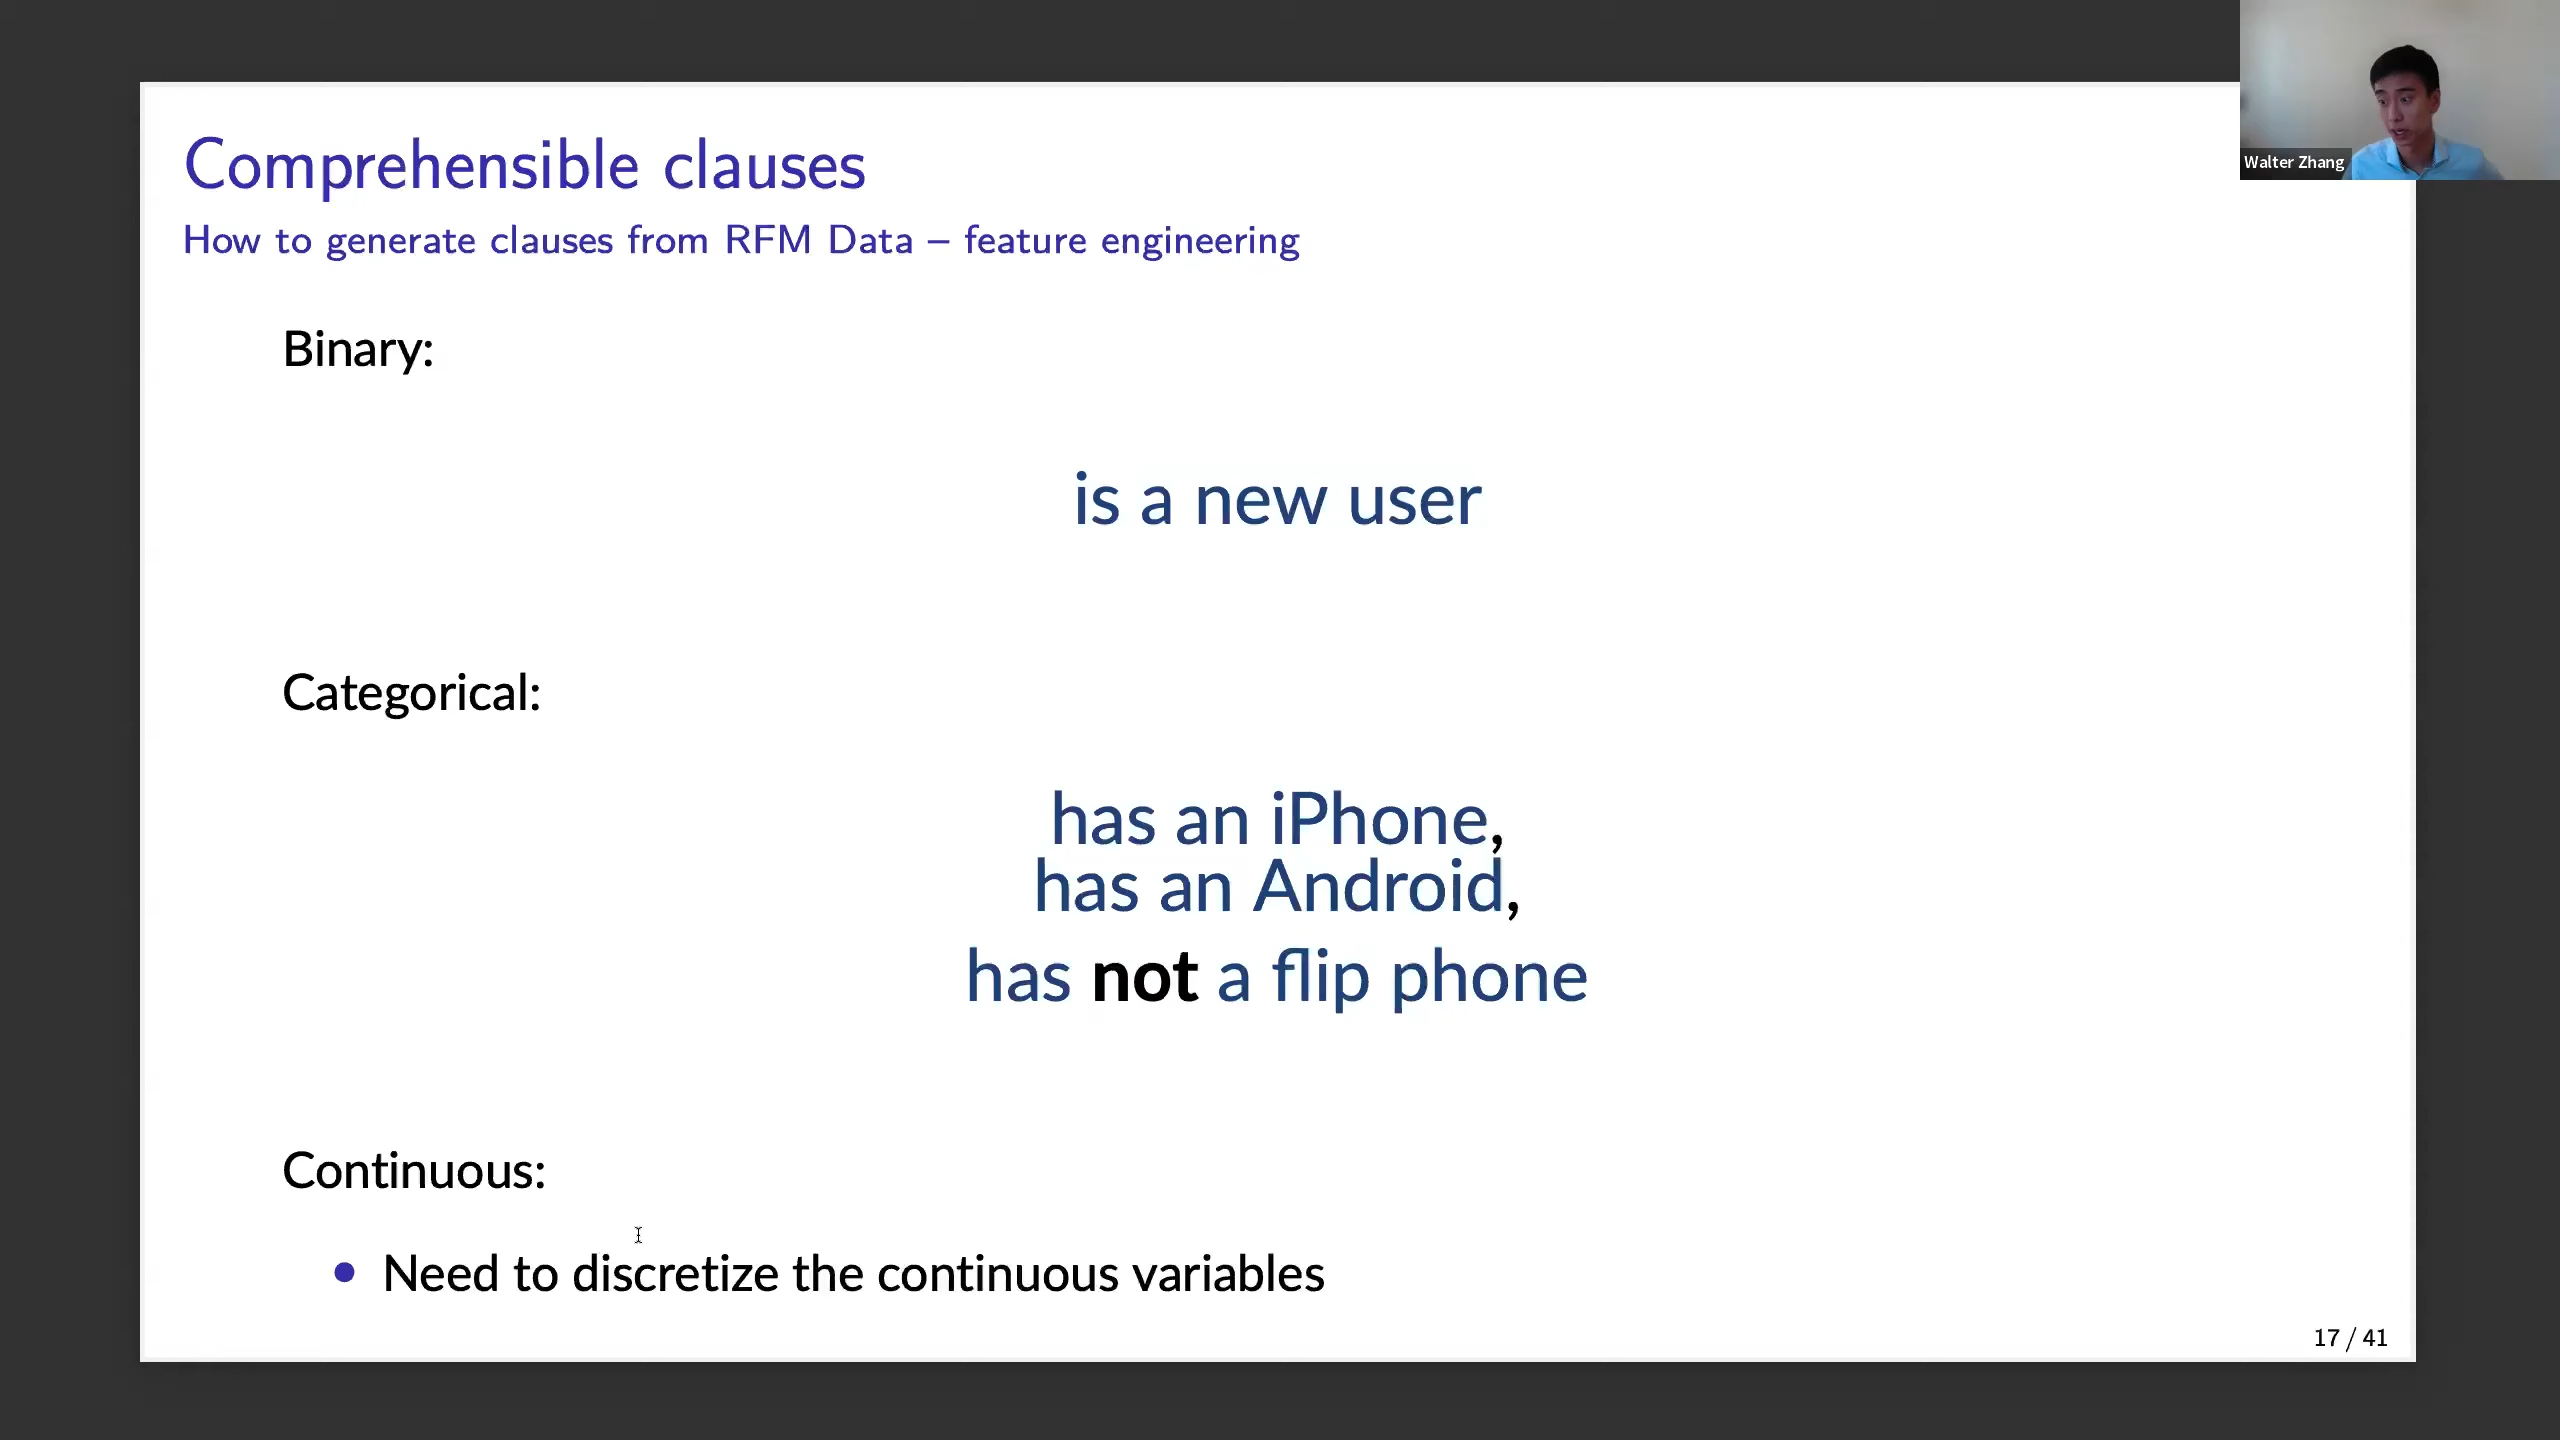 Walter Zhang
Comprehensible clauses
How to generate clauses from RFM Data – feature engineering
Binary:
is a new user
Categorical:
has an iPhone,
has an Android,
has not a flip phone
Continuous:
• Need to discretize the continuous variables
17 / 41